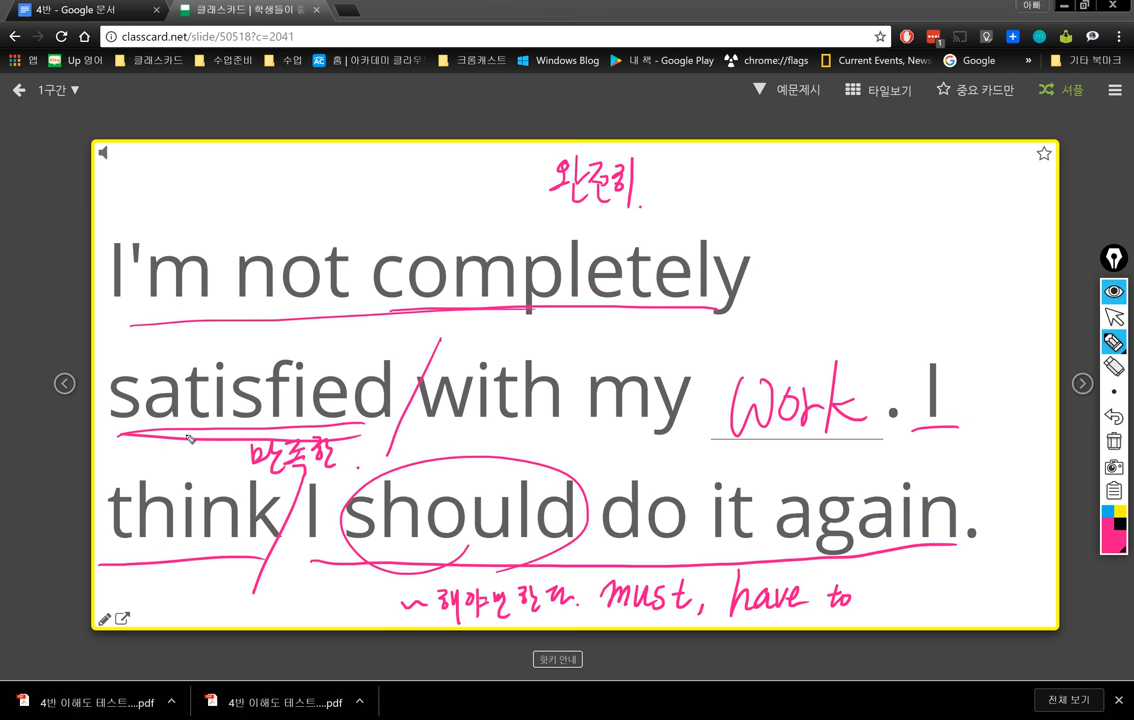 4반 - Google 문서
클래스카드 | 학생들이 
아빠
classcard.net/slide/50518?c=2041
앱 Up 영어 클래스카드 수업준비 수업 홈 | 아카데미 클라우 크롬캐스트 Windows Blog 내 책 - Google Play chrome://flags Current Events, News Google » 기타 북마크
1구간 ▼ ▼ 예문제시 타일보기 중요 카드만 셔플
완전히.
I'm not completely
satisfied with my work. I
만족한.
think I should do it again.
~해야만 한다. must, have to
핫키 안내
4반 이해도 테스트....pdf 4반 이해도 테스트....pdf 전체 보기